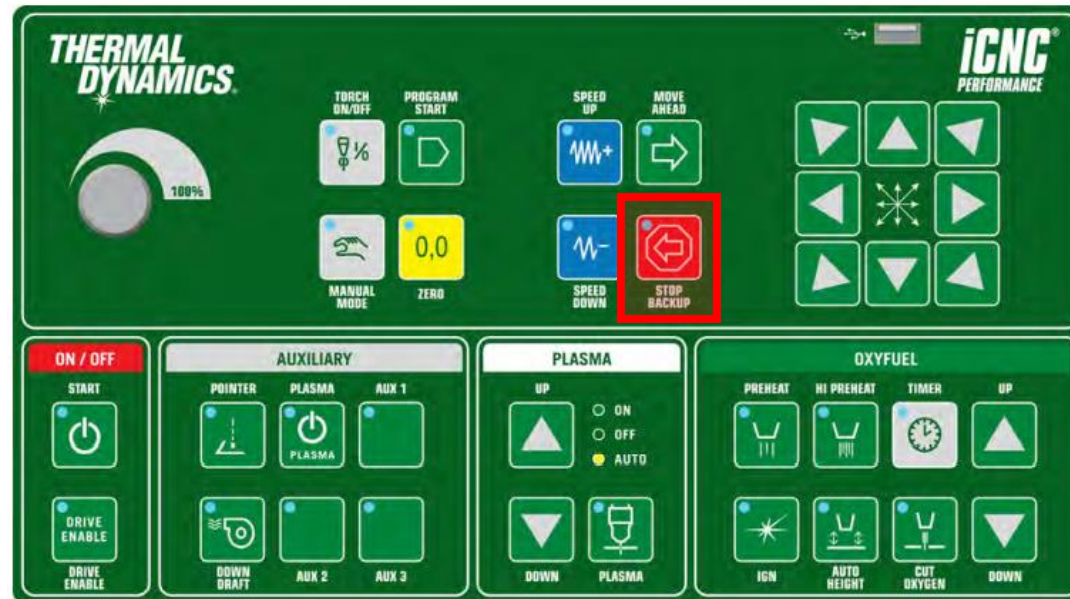 THERMAL
DYNAMICS.
iCNC®
PERFORMANCE
100%
TORCH
ON/OFF
PROGRAM
START
SPEED
UP
MOVE
AHEAD
0,0
MANUAL
MODE
ZERO
SPEED
DOWN
STOP
BACKUP
ON / OFF
START
DRIVE
ENABLE
DRIVE
ENABLE
AUXILIARY
POINTER
PLASMA
AUX 1
PLASMA
DOWN
DRAFT
AUX 2
AUX 3
PLASMA
UP
ON
OFF
AUTO
DOWN
PLASMA
OXYFUEL
PREHEAT
HI PREHEAT
TIMER
UP
IGN
AUTO
HEIGHT
CUT
OXYGEN
DOWN